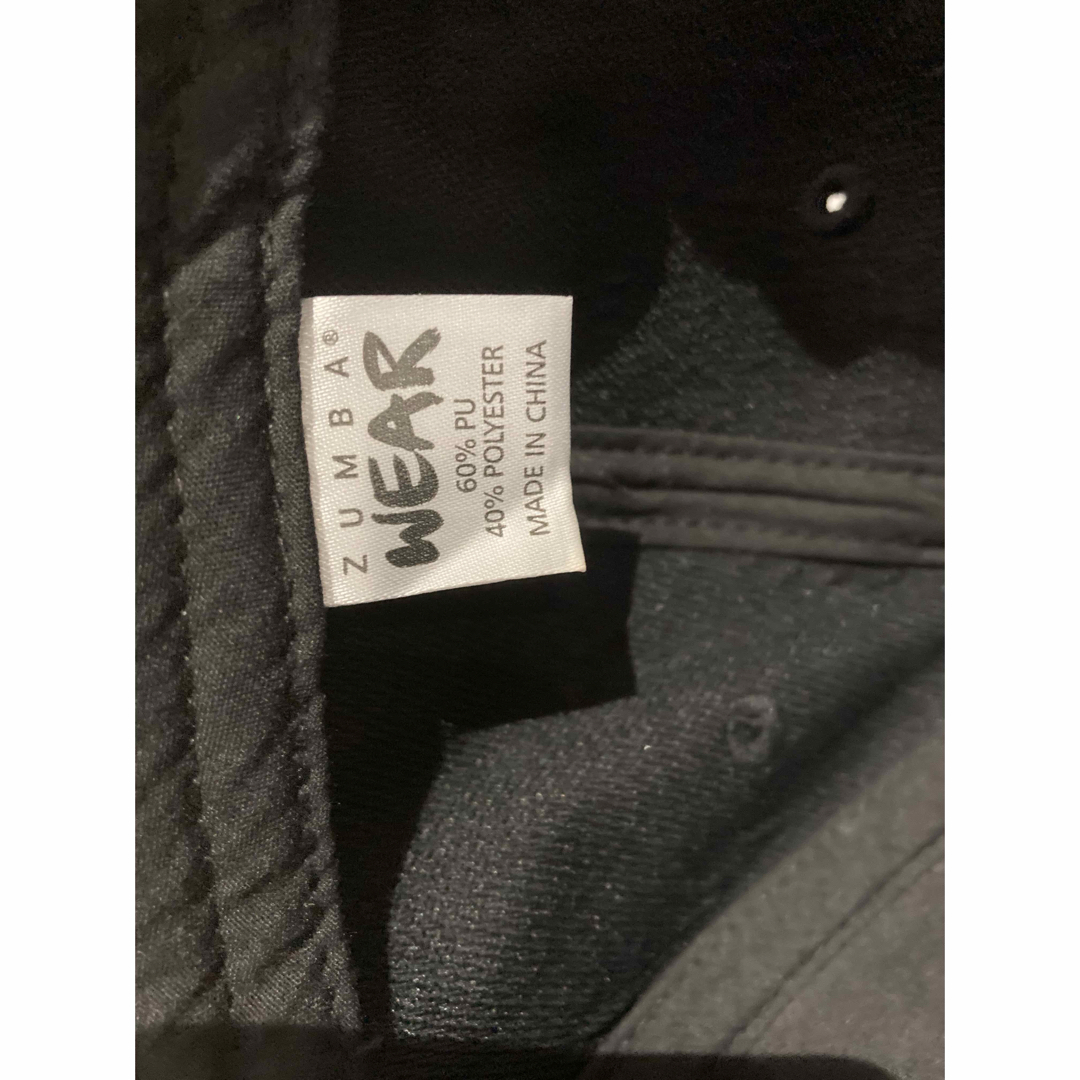 ZUMBA®
WEAR
60% PU
40% POLYESTER
MADE IN CHINA